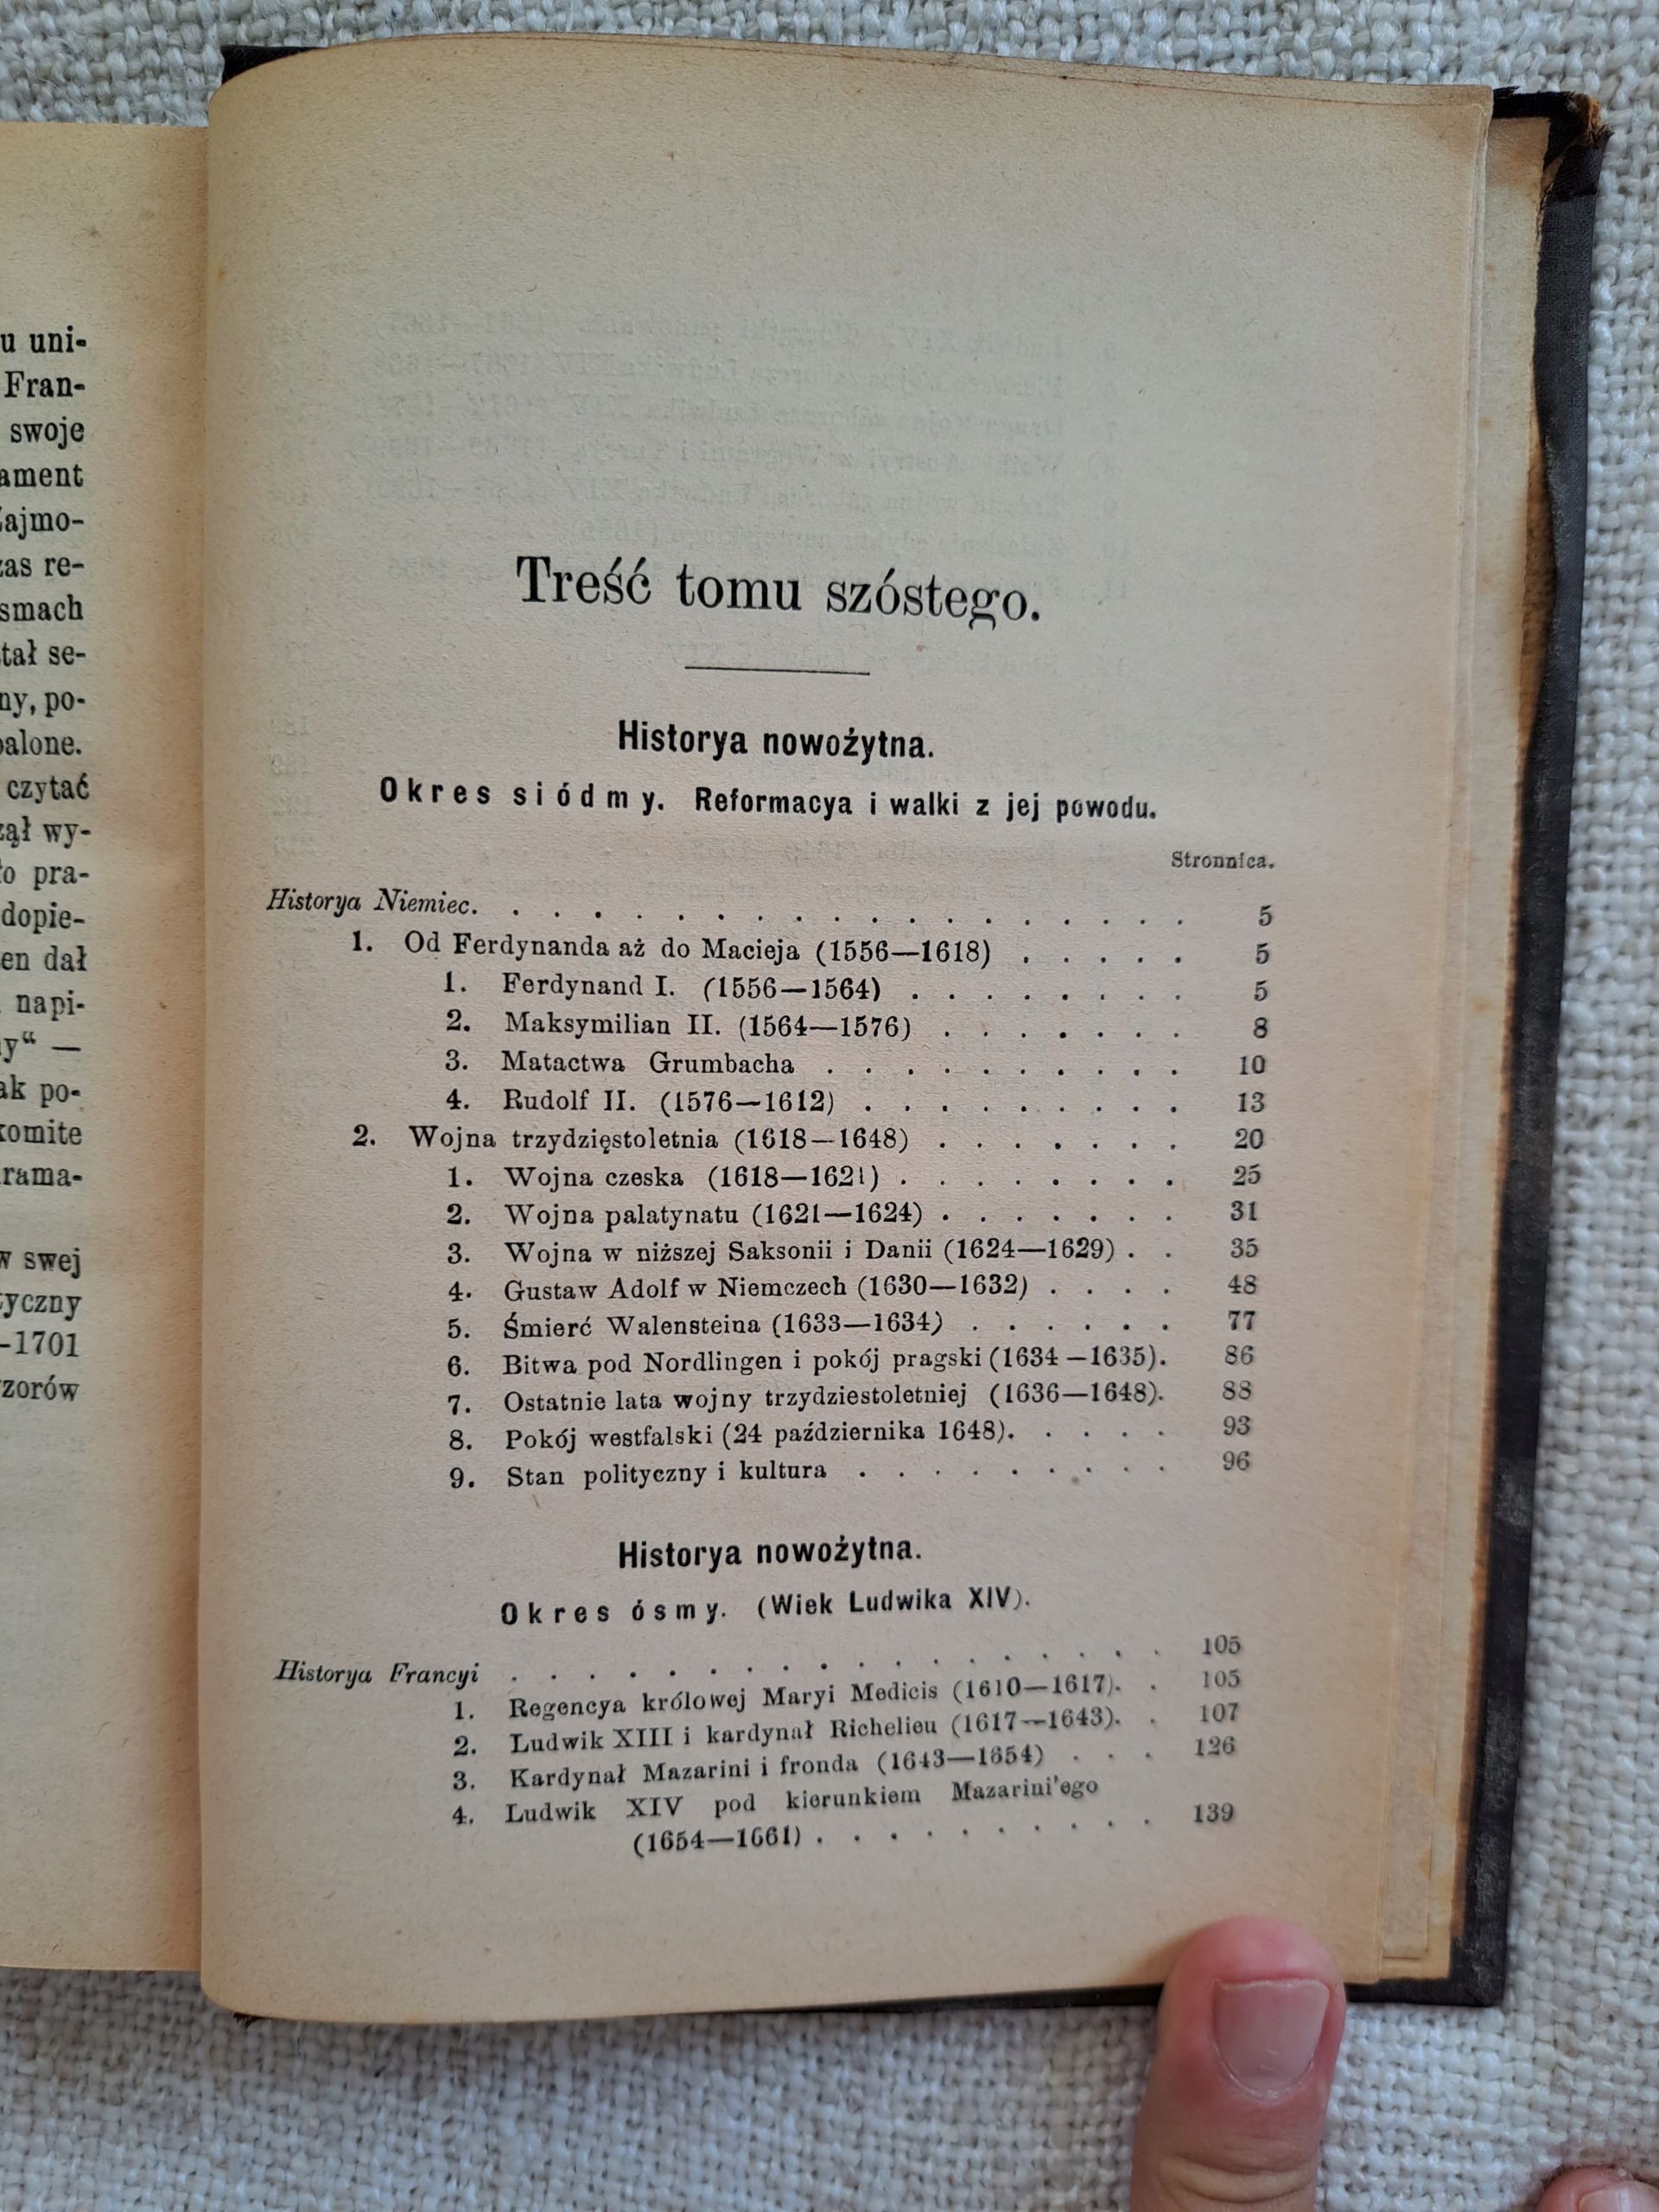 u uni-
Fran-
swoje
ament
ajmo-
as re-
smach
tał se-
ny, po-
palone.
czytać
ął wy-
o pra-
dopie-
en dał
napi-
y“ —
ak po-
komite
rama-
w swej
yczny
-1701
zorów
Treść tomu szóstego.
Historya nowożytna.
Okres siódmy. Reformacya i walki z jej powodu.
Stronnica.
Historya Niemiec. . . . . . . . . . . . . . . . . 5
1. Od Ferdynanda aż do Macieja (1556—1618) . . . . . 5
1. Ferdynand I. (1556—1564) . . . . . . . . 5
2. Maksymilian II. (1564—1576) . . . . . . . 8
3. Matactwa Grumbacha . . . . . . . . . . 10
4. Rudolf II. (1576—1612) . . . . . . . . . 13
2. Wojna trzydzięstoletnia (1618—1648) . . . . . . . 20
1. Wojna czeska (1618—1621) . . . . . . . . 25
2. Wojna palatynatu (1621—1624) . . . . . . . 31
3. Wojna w niższej Saksonii i Danii (1624—1629) . . 35
4. Gustaw Adolf w Niemczech (1630—1632) . . . . 48
5. Śmierć Walensteina (1633—1634) . . . . . . 77
6. Bitwa pod Nordlingen i pokój pragski (1634—1635). 86
7. Ostatnie lata wojny trzydziestoletniej (1636—1648). 88
8. Pokój westfalski (24 października 1648). . . . . 93
9. Stan polityczny i kultura . . . . . . . . . 96
Historya nowożytna.
Okres ósmy. (Wiek Ludwika XIV).
Historya Francyi . . . . . . . . . . . . . . . . . 105
1. Regencya królowej Maryi Medicis (1610—1617). . 105
2. Ludwik XIII i kardynał Richelieu (1617—1643). . 107
3. Kardynał Mazarini i fronda (1643—1654) . . . 126
4. Ludwik XIV pod kierunkiem Mazarini'ego
(1654—1661) . . . . . . . . . . 139